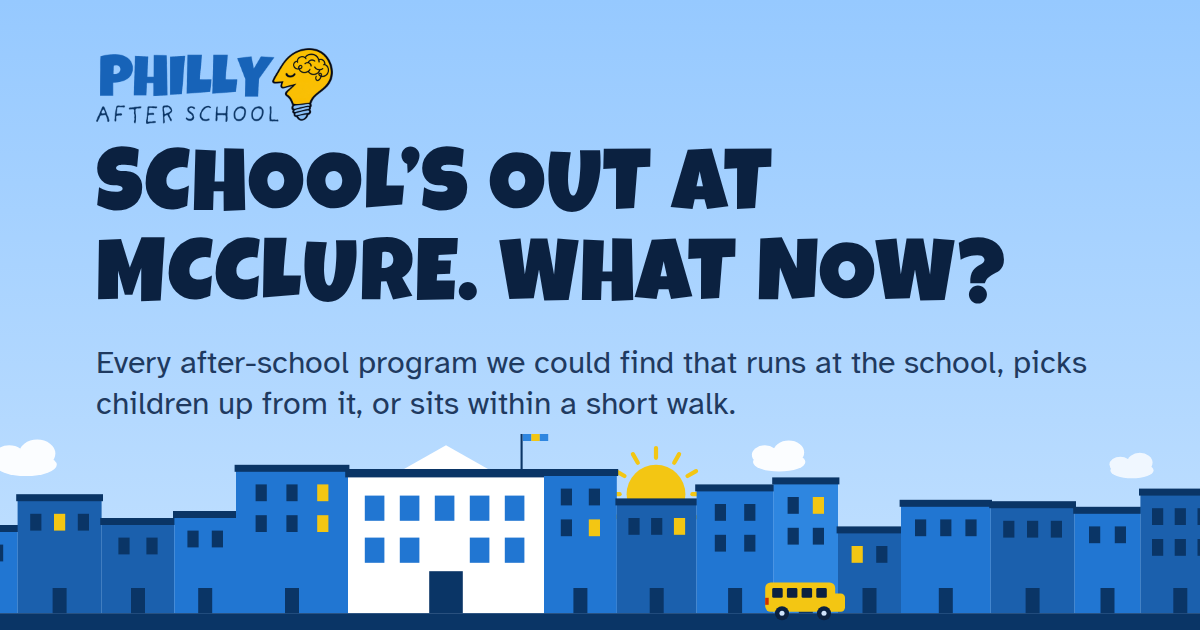 PHILLY
AFTER SCHOOL
SCHOOL’S OUT AT
MCCLURE. WHAT NOW?
Every after-school program we could find that runs at the school, picks
children up from it, or sits within a short walk.